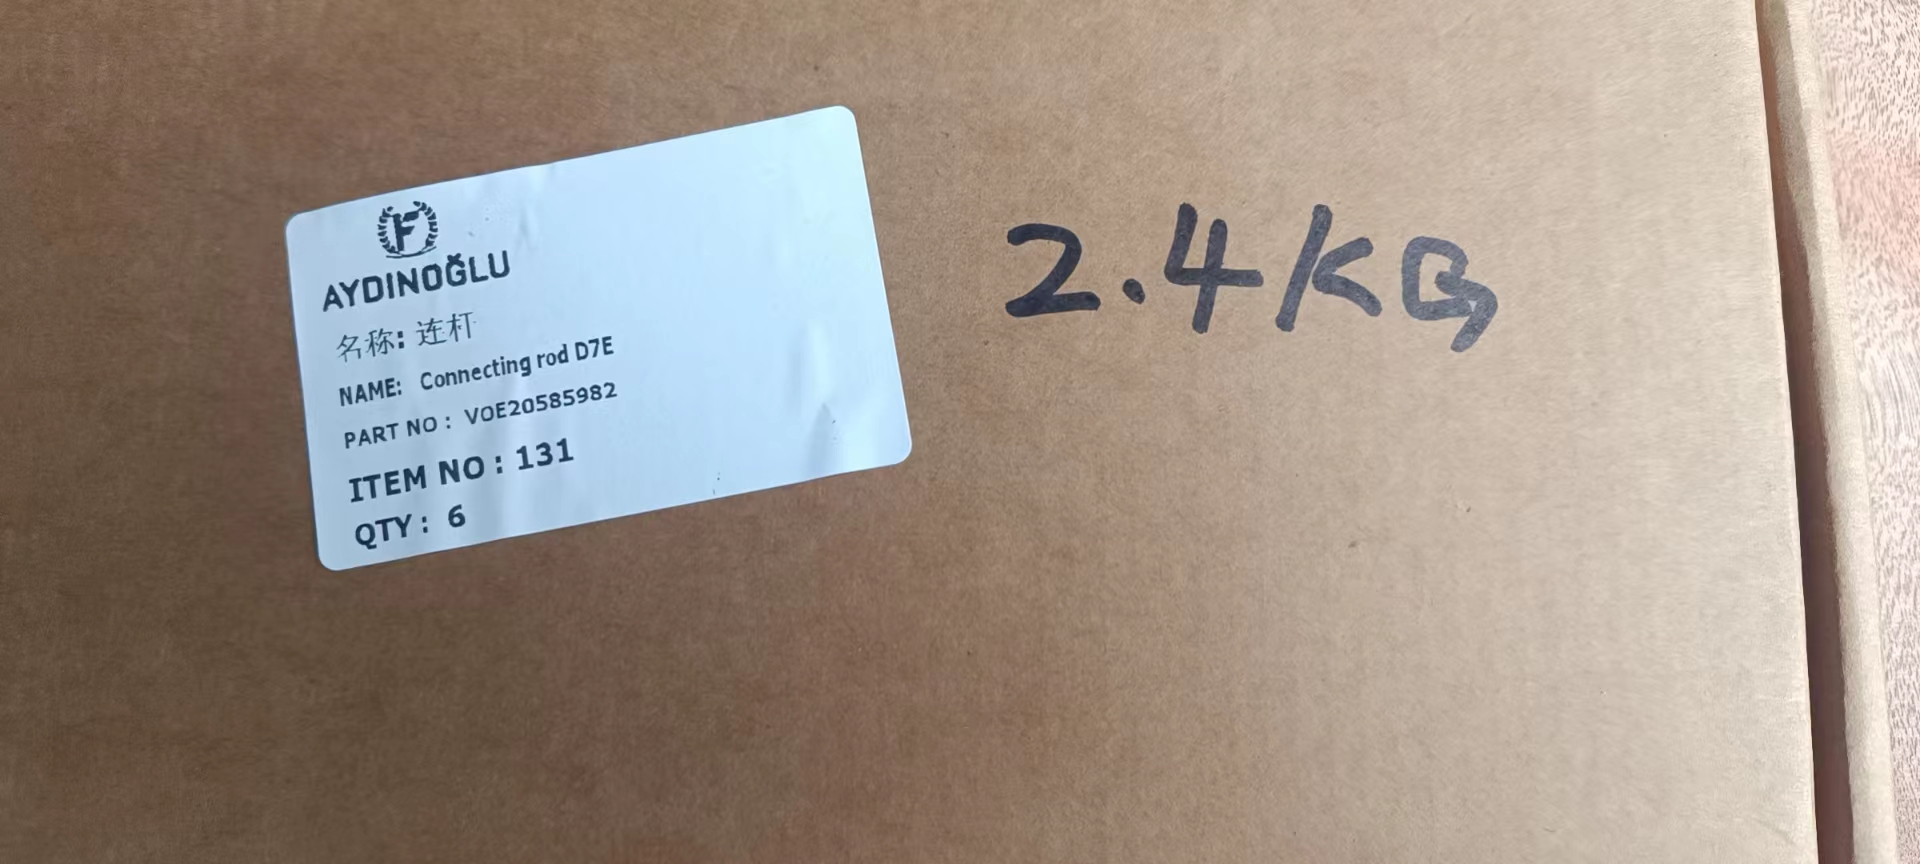 F
AYDINOĞLU
名称: 连杆
NAME: Connecting rod D7E
PART NO : VOE20585982
ITEM NO : 131
QTY : 6
2.4KG